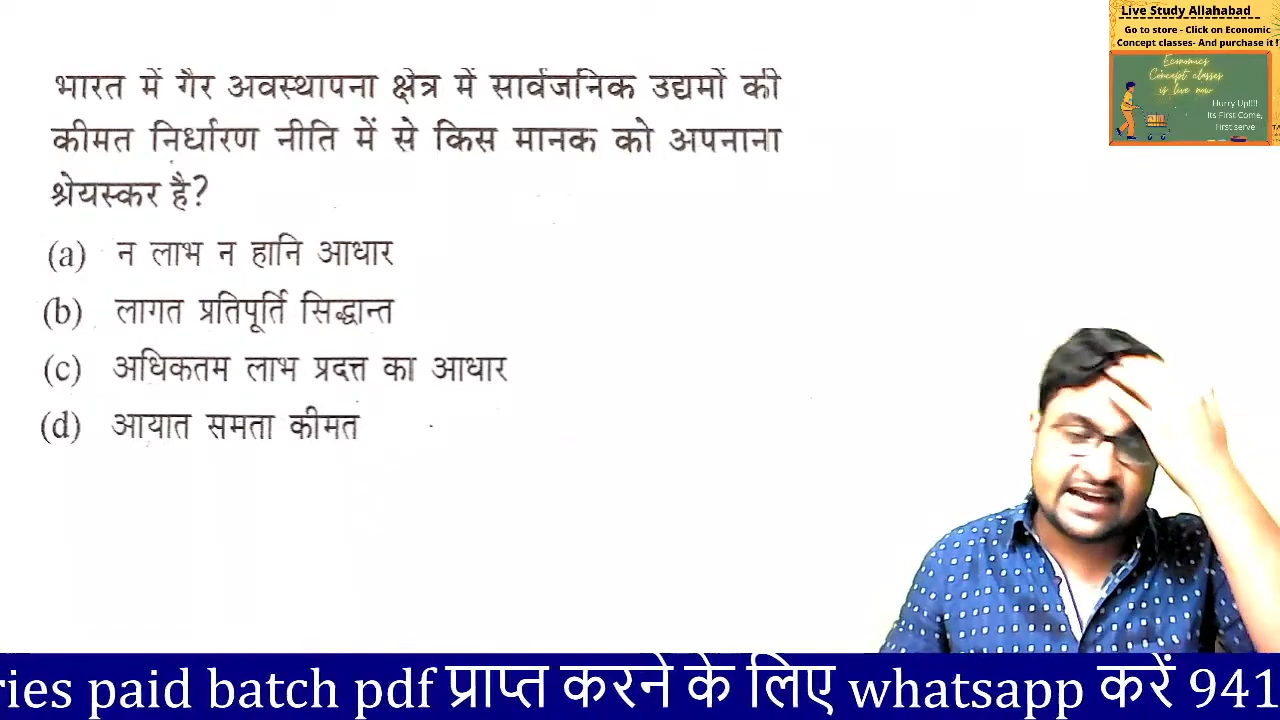 Live Study Allahabad
Go to store - Click on Economic
Concept classes- And purchase it !
Economics
Concept classes
is live now
Hurry Up!!!!
Its First Come,
First serve
भारत में गैर अवस्थापना क्षेत्र में सार्वजनिक उद्यमों की
कीमत निर्धारण नीति में से किस मानक को अपनाना
श्रेयस्कर है?
(a) न लाभ न हानि आधार
(b) लागत प्रतिपूर्ति सिद्धान्त
(c) अधिकतम लाभ प्रदत्त का आधार
(d) आयात समता कीमत
ries paid batch pdf प्राप्त करने के लिए whatsapp करें 941